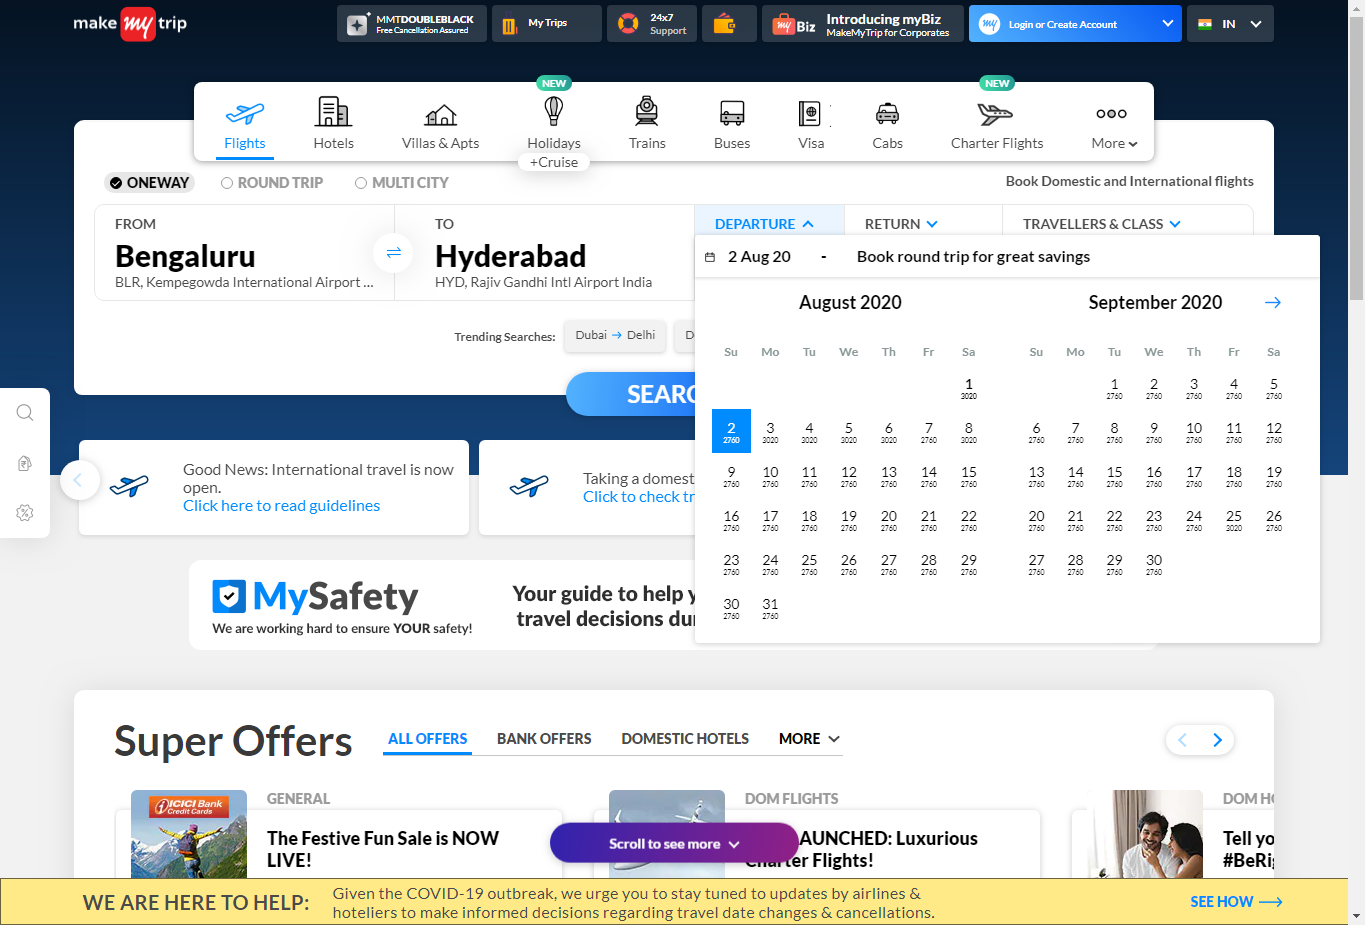 make my trip
MMTDOUBLEBLACK
Free Cancellation Assured
My Trips
24x7
Support
my Biz
Introducing myBiz
MakeMyTrip for Corporates
my
Login or Create Account
IN
NEW
NEW
Flights
Hotels
Villas & Apts
Holidays
Trains
Buses
Visa
Cabs
Charter Flights
More
+Cruise
ONEWAY
ROUND TRIP
MULTI CITY
Book Domestic and International flights
FROM
Bengaluru
BLR, Kempegowda International Airport ...
TO
Hyderabad
HYD, Rajiv Gandhi Intl Airport India
DEPARTURE
RETURN
TRAVELLERS & CLASS
2 Aug 20 - Book round trip for great savings
August 2020
Su Mo Tu We Th Fr Sa
1
3020
2 3 4 5 6 7 8
2760 3020 3020 3020 3020 2760 3020
9 10 11 12 13 14 15
2760 2760 2760 2760 2760 2760 2760
16 17 18 19 20 21 22
2760 2760 2760 2760 2760 2760 2760
23 24 25 26 27 28 29
2760 2760 2760 2760 2760 2760 2760
30 31
2760 2760
September 2020
Su Mo Tu We Th Fr Sa
1 2 3 4 5
2760 2760 2760 2760 2760
6 7 8 9 10 11 12
2760 2760 2760 2760 2760 2760 2760
13 14 15 16 17 18 19
2760 2760 2760 2760 2760 2760 2760
20 21 22 23 24 25 26
2760 2760 2760 2760 2760 3020 2760
27 28 29 30
2760 2760 2760 2760
Trending Searches:
Dubai → Delhi
D
SEARC
Good News: International travel is now
open.
Click here to read guidelines
Taking a domest
Click to check tr
MySafety
We are working hard to ensure YOUR safety!
Your guide to help y
travel decisions dur
Super Offers
ALL OFFERS
BANK OFFERS
DOMESTIC HOTELS
MORE
ICICI Bank
Credit Cards
GENERAL
The Festive Fun Sale is NOW
LIVE!
DOM FLIGHTS
AUNCHED: Luxurious
Charter Flights!
DOM HO
Tell yo
#BeRig
Scroll to see more
WE ARE HERE TO HELP:
Given the COVID-19 outbreak, we urge you to stay tuned to updates by airlines &
hoteliers to make informed decisions regarding travel date changes & cancellations.
SEE HOW